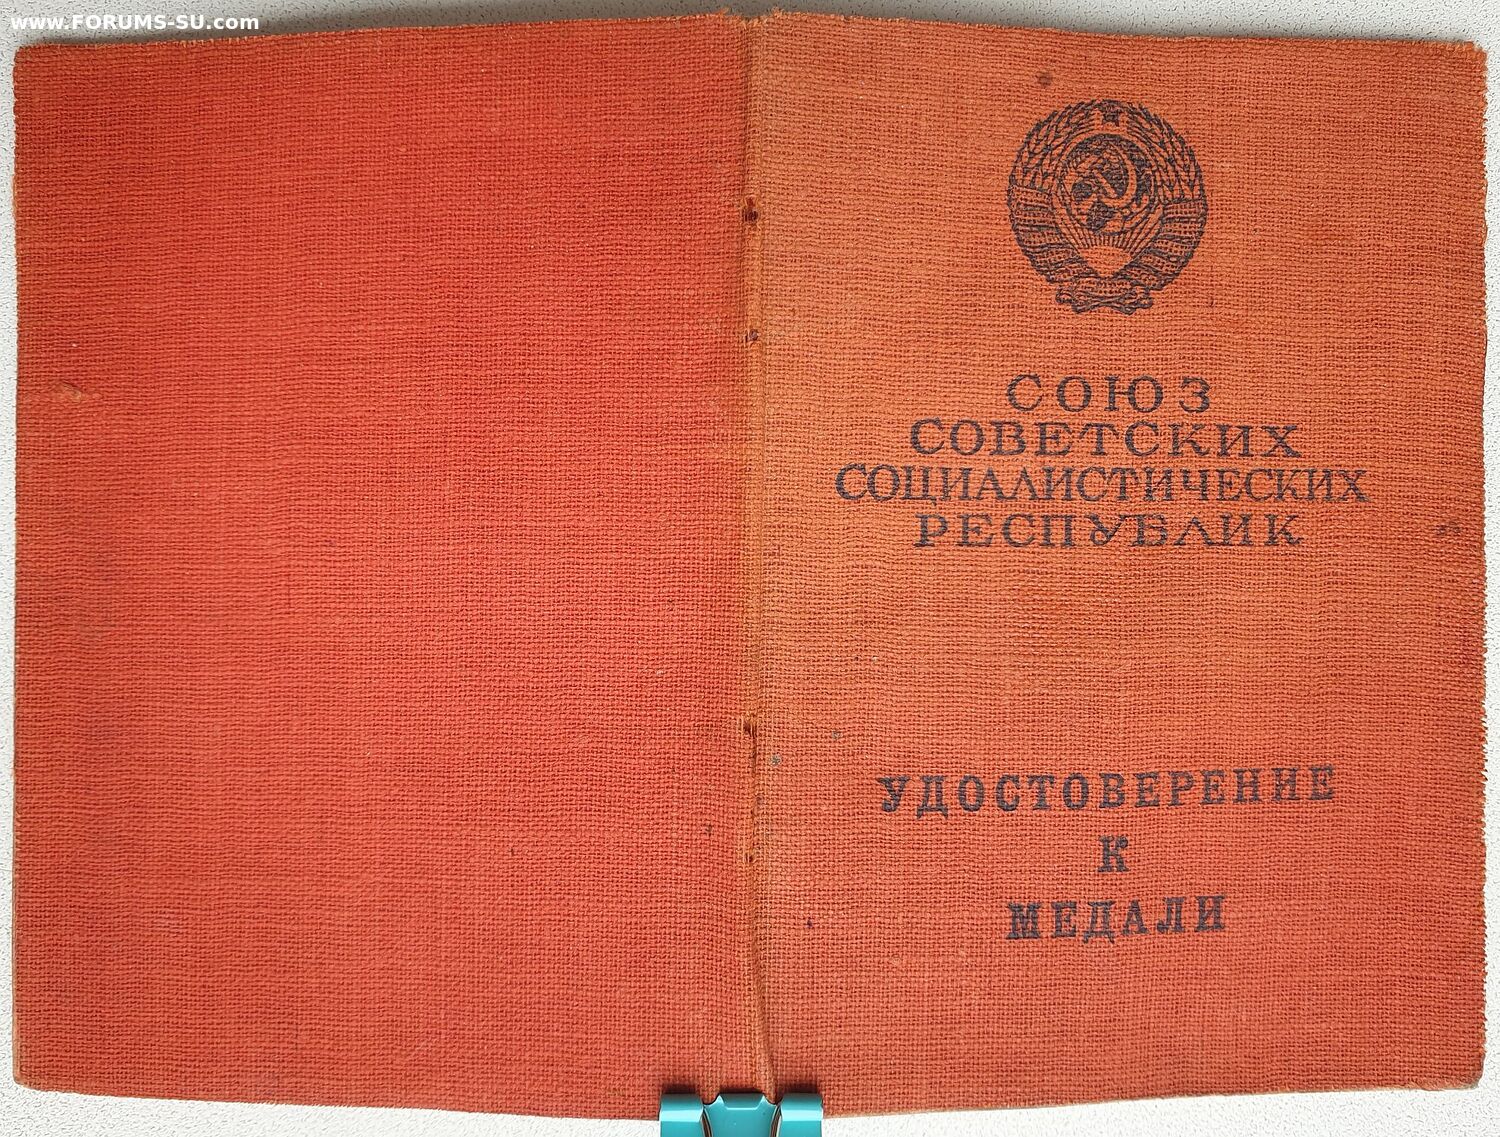 www.FORUMS-SU.com
СОЮЗ
СОВЕТСКИХ
СОЦИАЛИСТИЧЕСКИХ
РЕСПУБЛИК
УДОСТОВЕРЕНИЕ
К
МЕДАЛИ